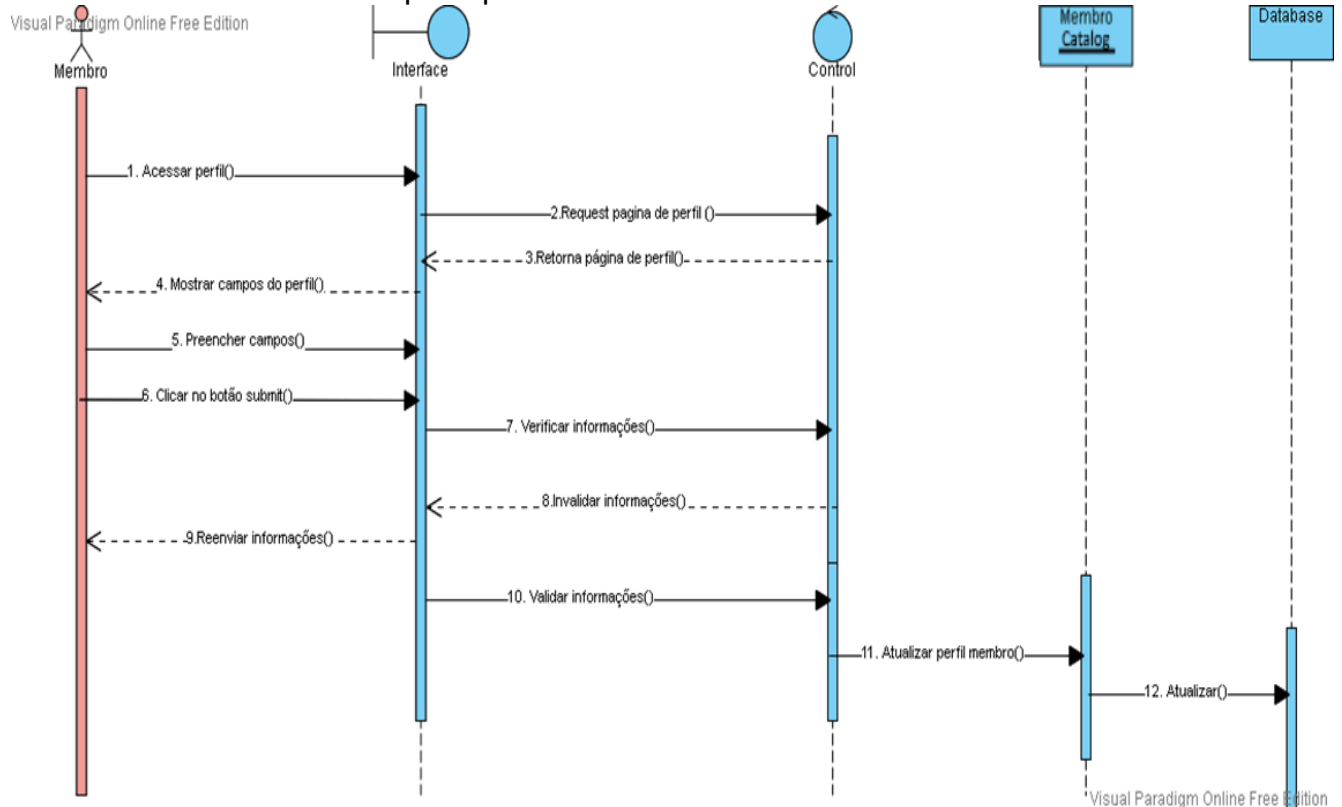 Visual Paradigm Online Free Edition
Membro
Interface
Control
Membro
Catalog
Database
1. Acessar perfil()
2.Request pagina de perfil ()
3.Retorna página de perfil()
4. Mostrar campos do perfil()
5. Preencher campos()
6. Clicar no botão submit()
7. Verificar informações()
8.Invalidar informações()
9.Reenviar informações()
10. Validar informações()
11. Atualizar perfil membro()
12. Atualizar()
Visual Paradigm Online Free Edition